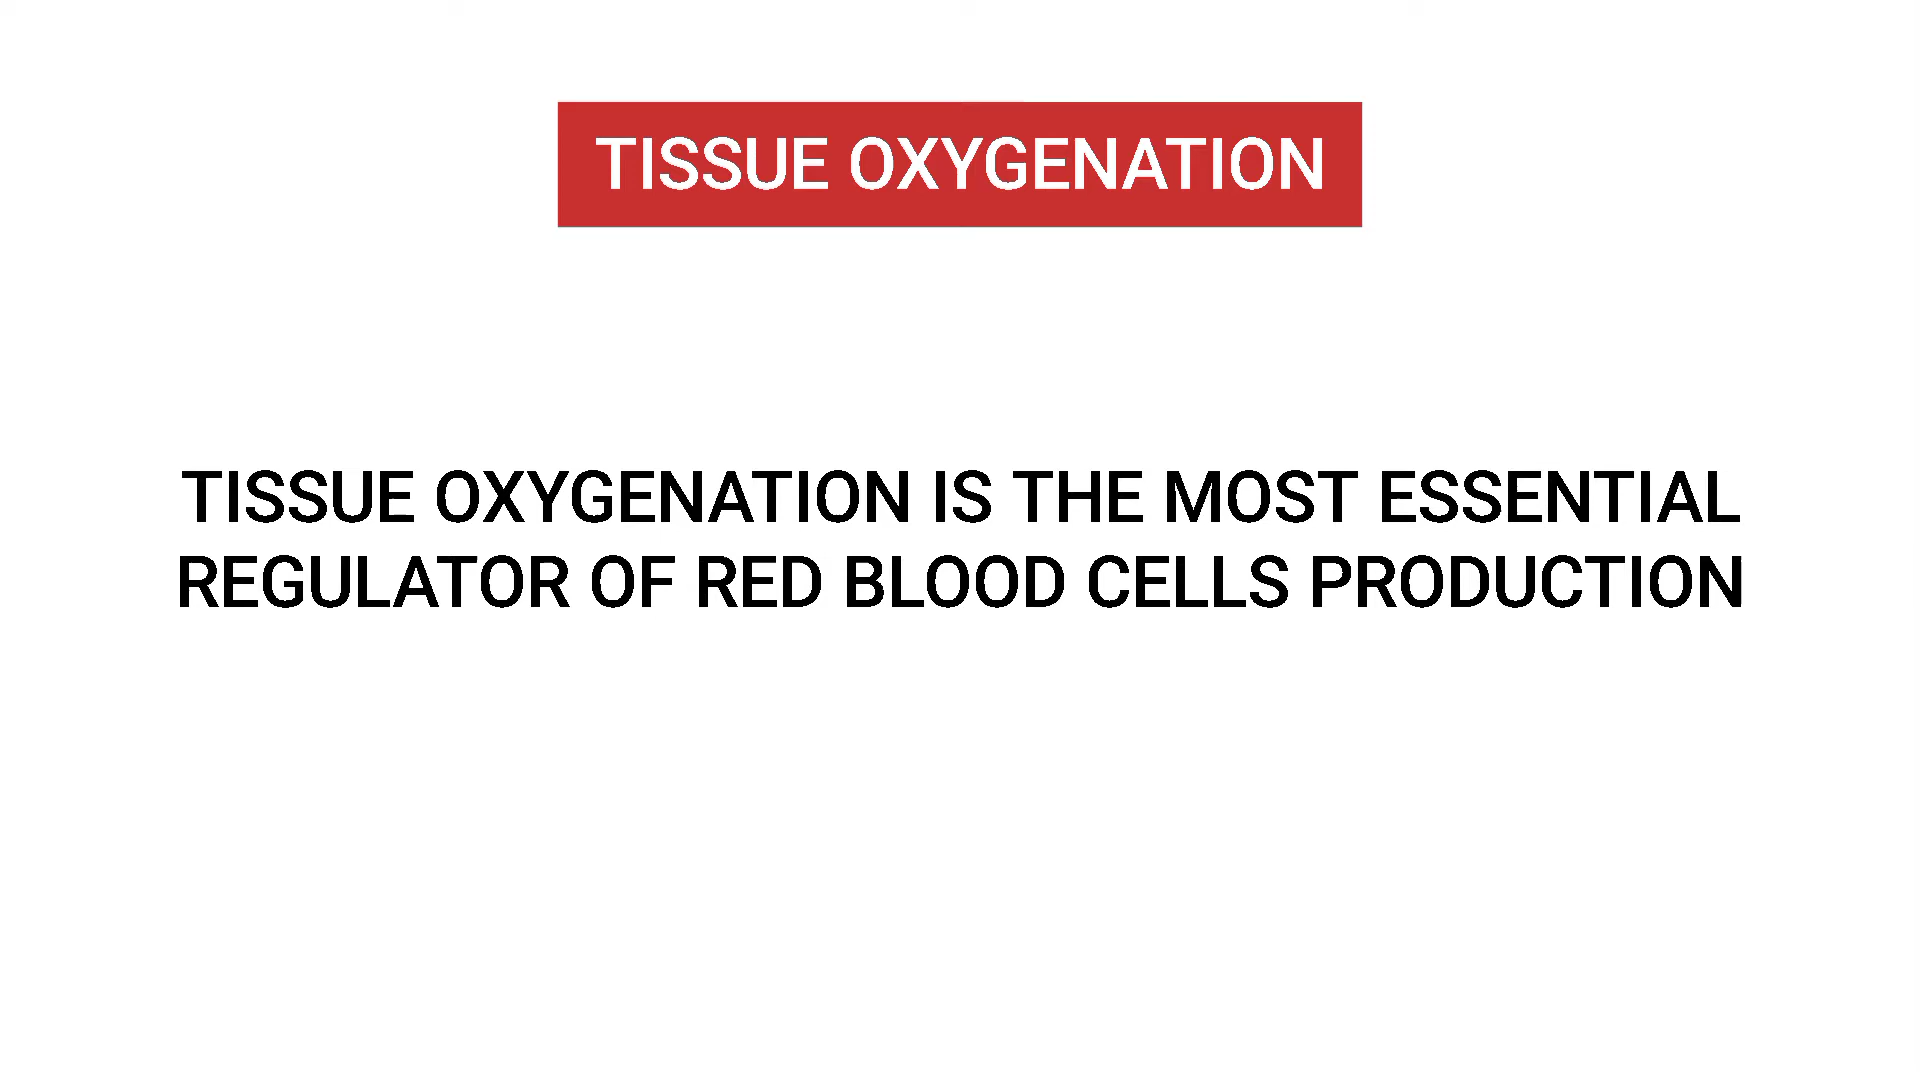 TISSUE OXYGENATION
TISSUE OXYGENATION IS THE MOST ESSENTIAL
REGULATOR OF RED BLOOD CELLS PRODUCTION